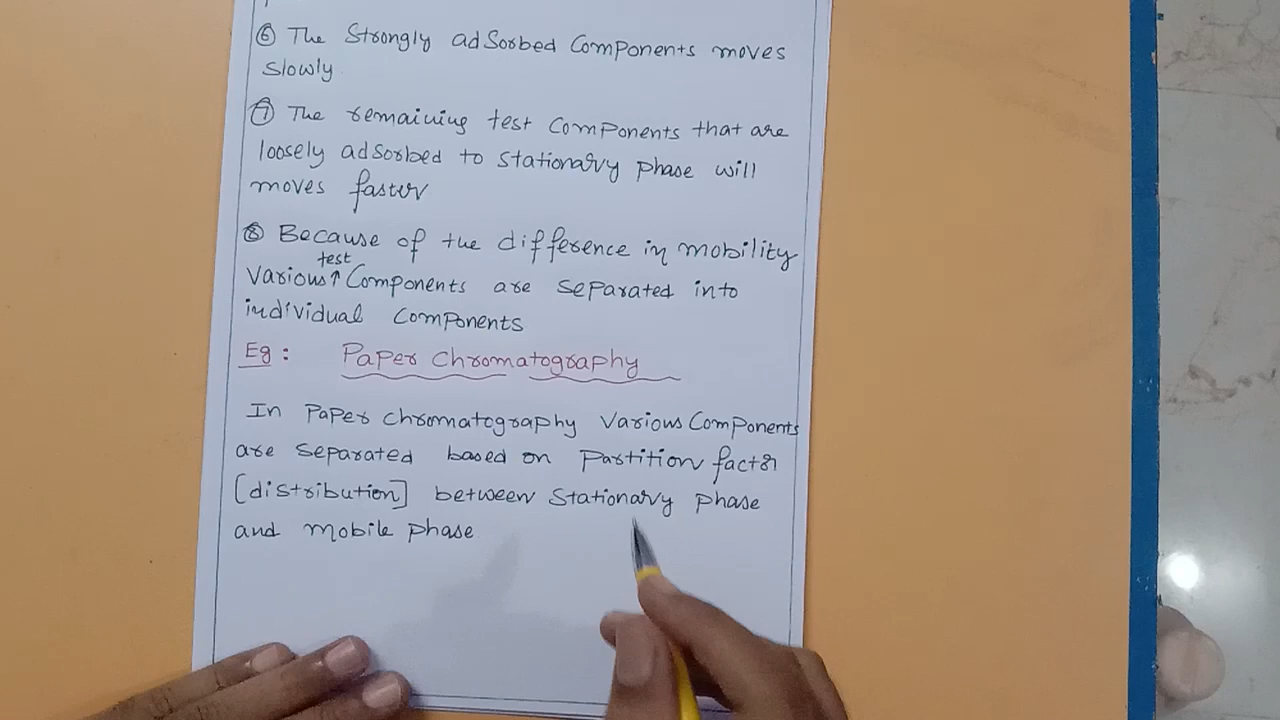 ⑥ The Strongly adSorbed Components moves
Slowly
⑦ The remaining test Components that are
loosely adsorbed to stationary phase will
moves faster
⑧ Because of the difference in mobility
test
Various↑ Components are separated into
individual components
Eg: Paper Chromatography
In Paper chromatography Various Components
are separated based on Partition factor
[distribution] between Stationary phase
and mobile phase